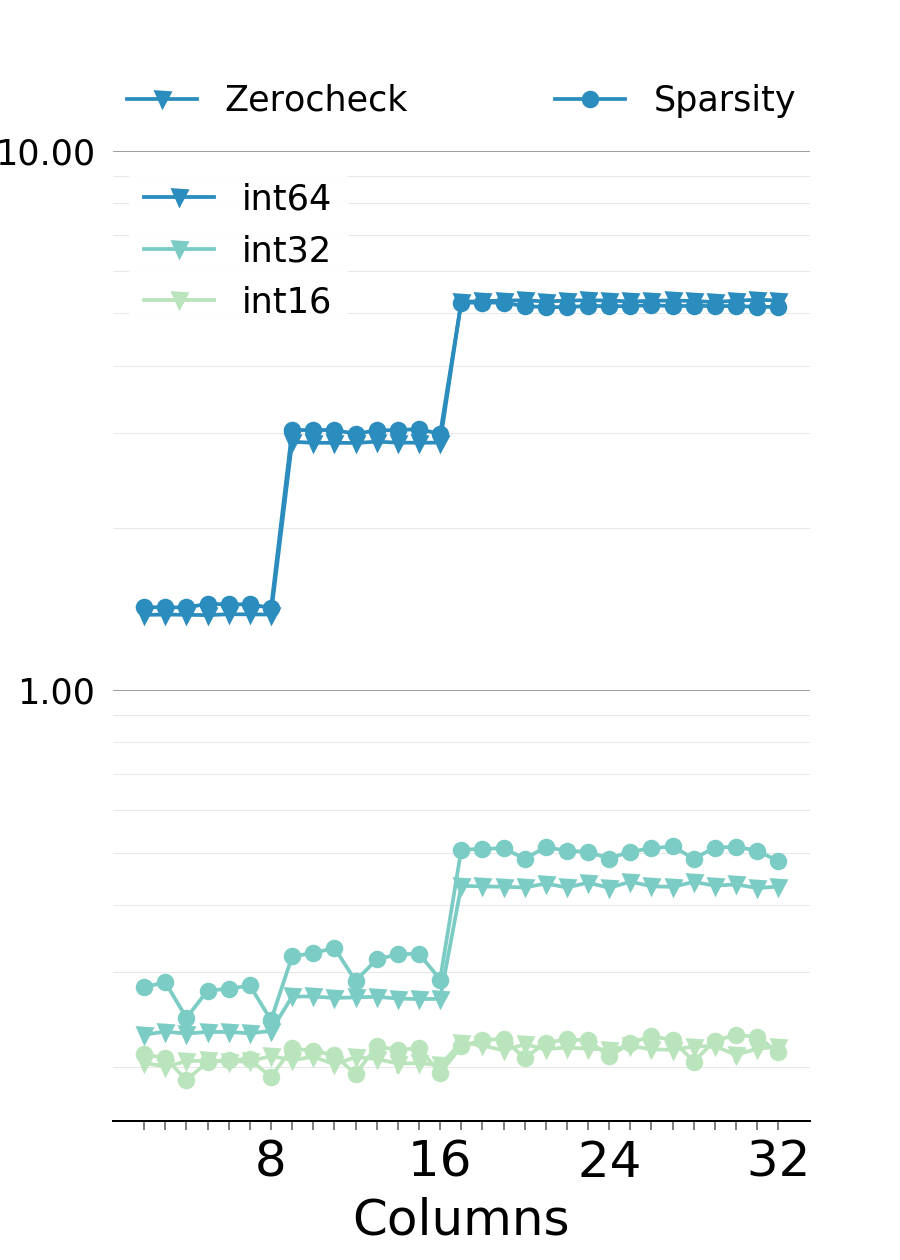 Zerocheck Sparsity
10.00
int64
int32
int16
1.00
8 16 24 32
Columns